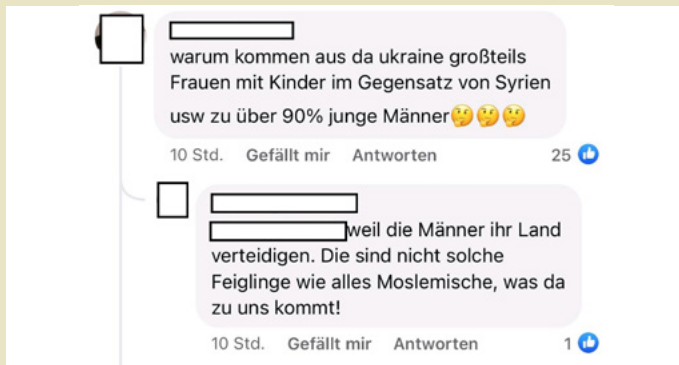 warum kommen aus da ukraine großteils
Frauen mit Kinder im Gegensatz von Syrien
usw zu über 90% junge Männer🤔🤔🤔
10 Std. Gefällt mir Antworten 25
weil die Männer ihr Land
verteidigen. Die sind nicht solche
Feiglinge wie alles Moslemische, was da
zu uns kommt!
10 Std. Gefällt mir Antworten 1